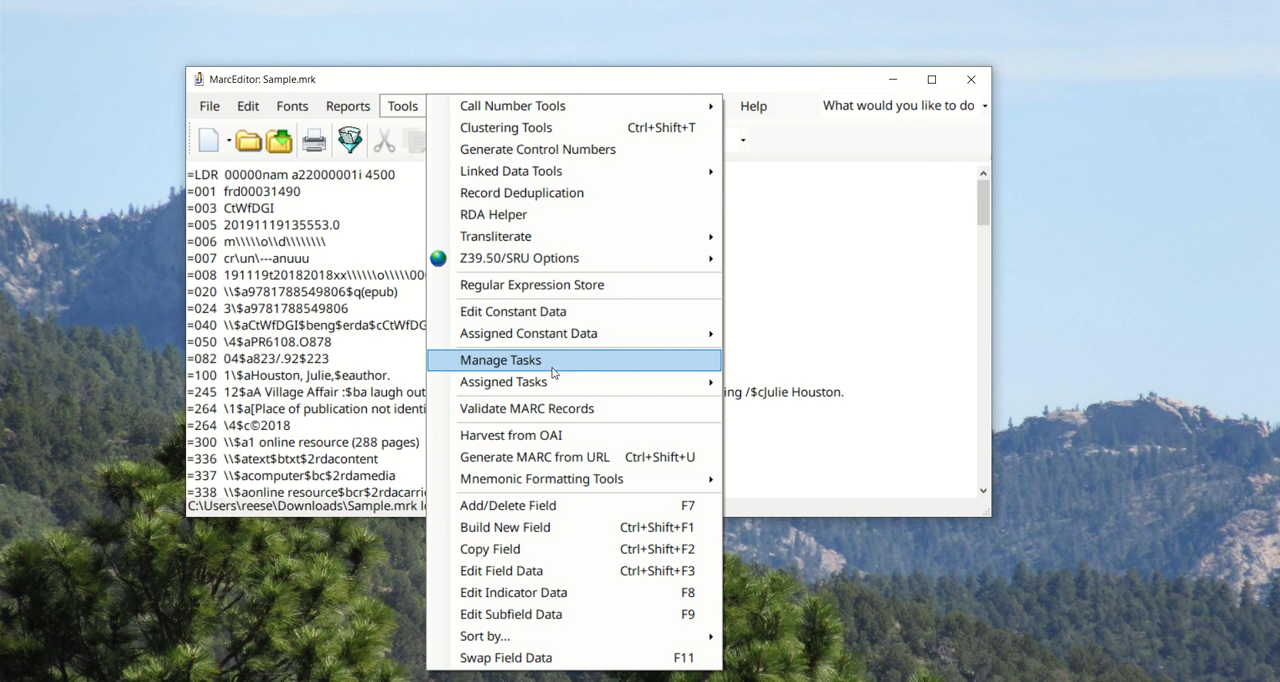 MarcEditor: Sample.mrk
File Edit Fonts Reports Tools Help What would you like to do
=LDR 00000nam a22000001i 4500
=001 frd00031490
=003 CtWfDGI
=005 20191119135553.0
=006 m\\\\\o\\d\\\\\\\\
=007 cr\un\---anuuu
=008 191119t20182018xx\\\\\\o\\\\\00
=020 \\$a9781788549806$q(epub)
=024 3\$a9781788549806
=040 \\$aCtWfDGI$beng$erda$cCtWfDG
=050 \4$aPR6108.O878
=082 04$a823/.92$223
=100 1\$aHouston, Julie,$eauthor.
=245 12$aA Village Affair :$ba laugh out ing /$cJulie Houston.
=264 \1$a[Place of publication not identi
=264 \4$c©2018
=300 \\$a1 online resource (288 pages)
=336 \\$atext$btxt$2rdacontent
=337 \\$acomputer$bc$2rdamedia
=338 \\$aonline resource$bcr$2rdacarri
C:\Users\reese\Downloads\Sample.mrk l
Call Number Tools
Clustering Tools Ctrl+Shift+T
Generate Control Numbers
Linked Data Tools
Record Deduplication
RDA Helper
Transliterate
Z39.50/SRU Options
Regular Expression Store
Edit Constant Data
Assigned Constant Data
Manage Tasks
Assigned Tasks
Validate MARC Records
Harvest from OAI
Generate MARC from URL Ctrl+Shift+U
Mnemonic Formatting Tools
Add/Delete Field F7
Build New Field Ctrl+Shift+F1
Copy Field Ctrl+Shift+F2
Edit Field Data Ctrl+Shift+F3
Edit Indicator Data F8
Edit Subfield Data F9
Sort by...
Swap Field Data F11